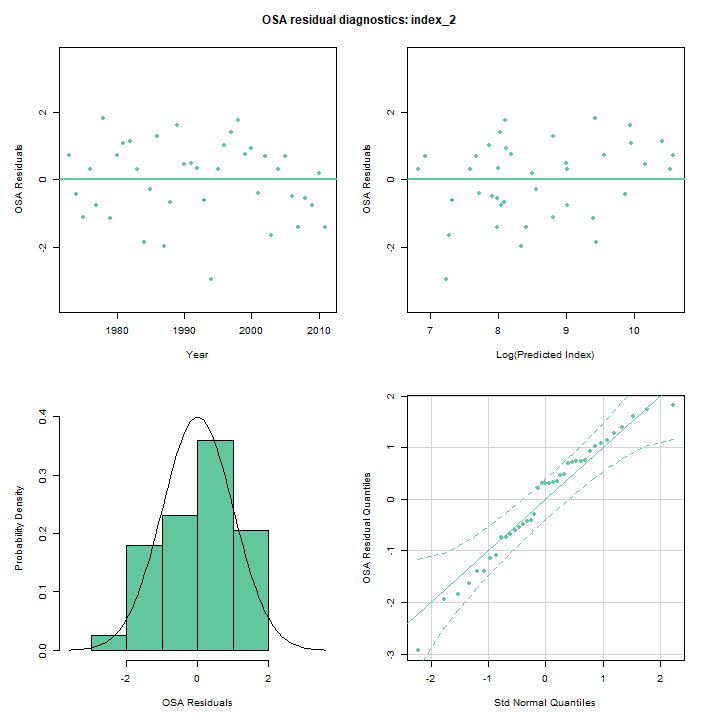 OSA residual diagnostics: index_2
OSA Residuals
2
0
-2
1980 1990 2000 2010
Year
OSA Residuals
2
0
-2
7 8 9 10
Log(Predicted Index)
Probability Density
0.4
0.3
0.2
0.1
0.0
-2 0 2
OSA Residuals
OSA Residual Quantiles
2
1
0
-1
-2
-3
-2 -1 0 1 2
Std Normal Quantiles